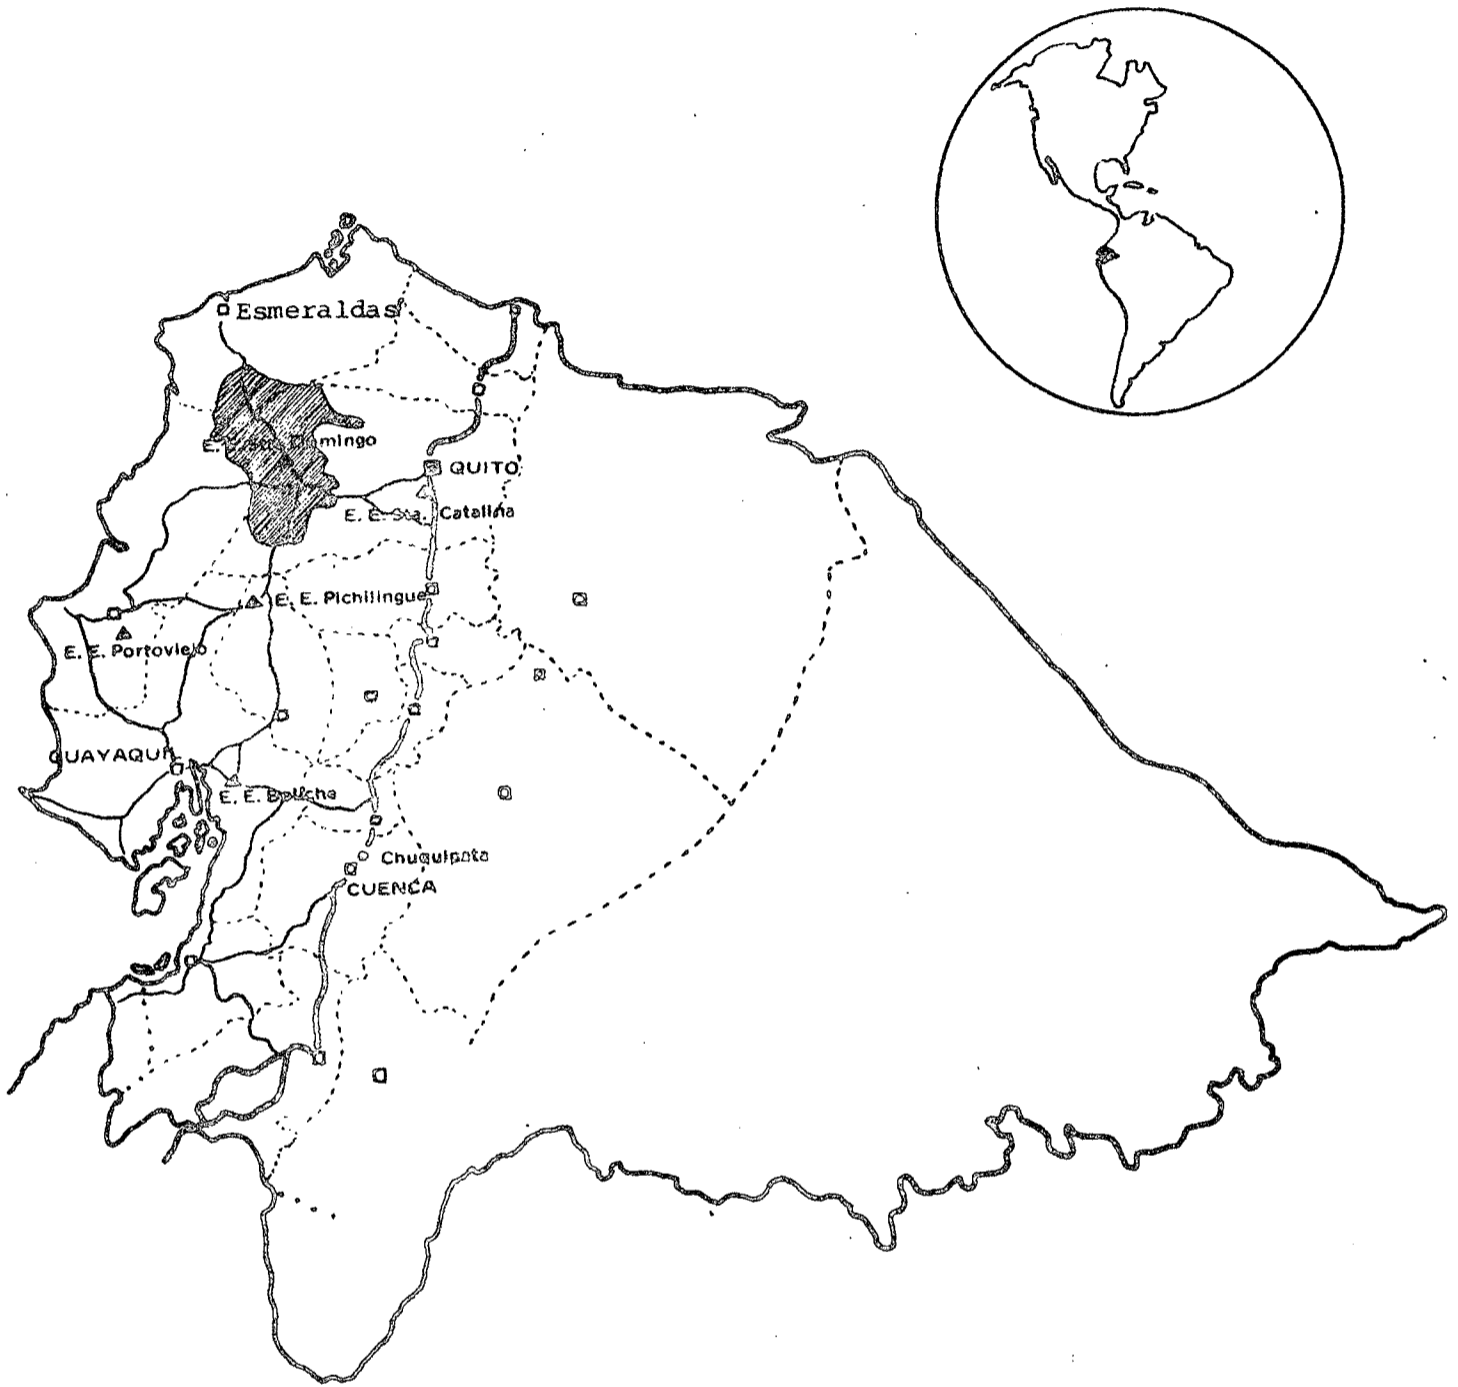 Esmeraldas
E. E. Sto. Domingo
QUITO
E. E. Sta. Catalina
E. E. Pichilingue
E. E. Portoviejo
GUAYAQUIL
E. E. Boliche
Chuquipata
CUENCA